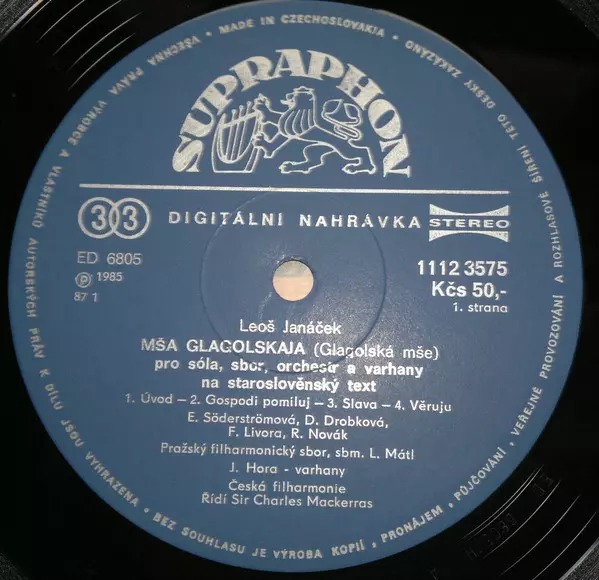 SUPRAPHON
33 DIGITÁLNÍ NAHRÁVKA STEREO
ED 6805
℗ 1985
87 1
1112 3575
Kčs 50,-
1. strana
Leoš Janáček
MŠA GLAGOLSKAJA (Glagolská mše)
pro sóla, sbor, orchestr a varhany
na staroslověnský text
1. Úvod – 2. Gospodi pomiluj – 3. Slava – 4. Věruju
E. Söderströmová, D. Drobková,
F. Livora, R. Novák
Pražský filharmonický sbor, sbm. L. Mátl
J. Hora - varhany
Česká filharmonie
Řídí Sir Charles Mackerras
MADE IN CZECHOSLOVAKIA • VŠECHNA PRÁVA VÝROBCE A VLASTNÍKŮ AUTORSKÝCH PRÁV K DÍLU JSOU VYHRAZENA • BEZ SOUHLASU JE VÝROBA KOPIÍ, PRONÁJEM, PŮJČOVÁNÍ, VEŘEJNÉ PROVOZOVÁNÍ A ROZHLASOVÉ ŠÍŘENÍ TÉTO DESKY ZAKÁZÁNO